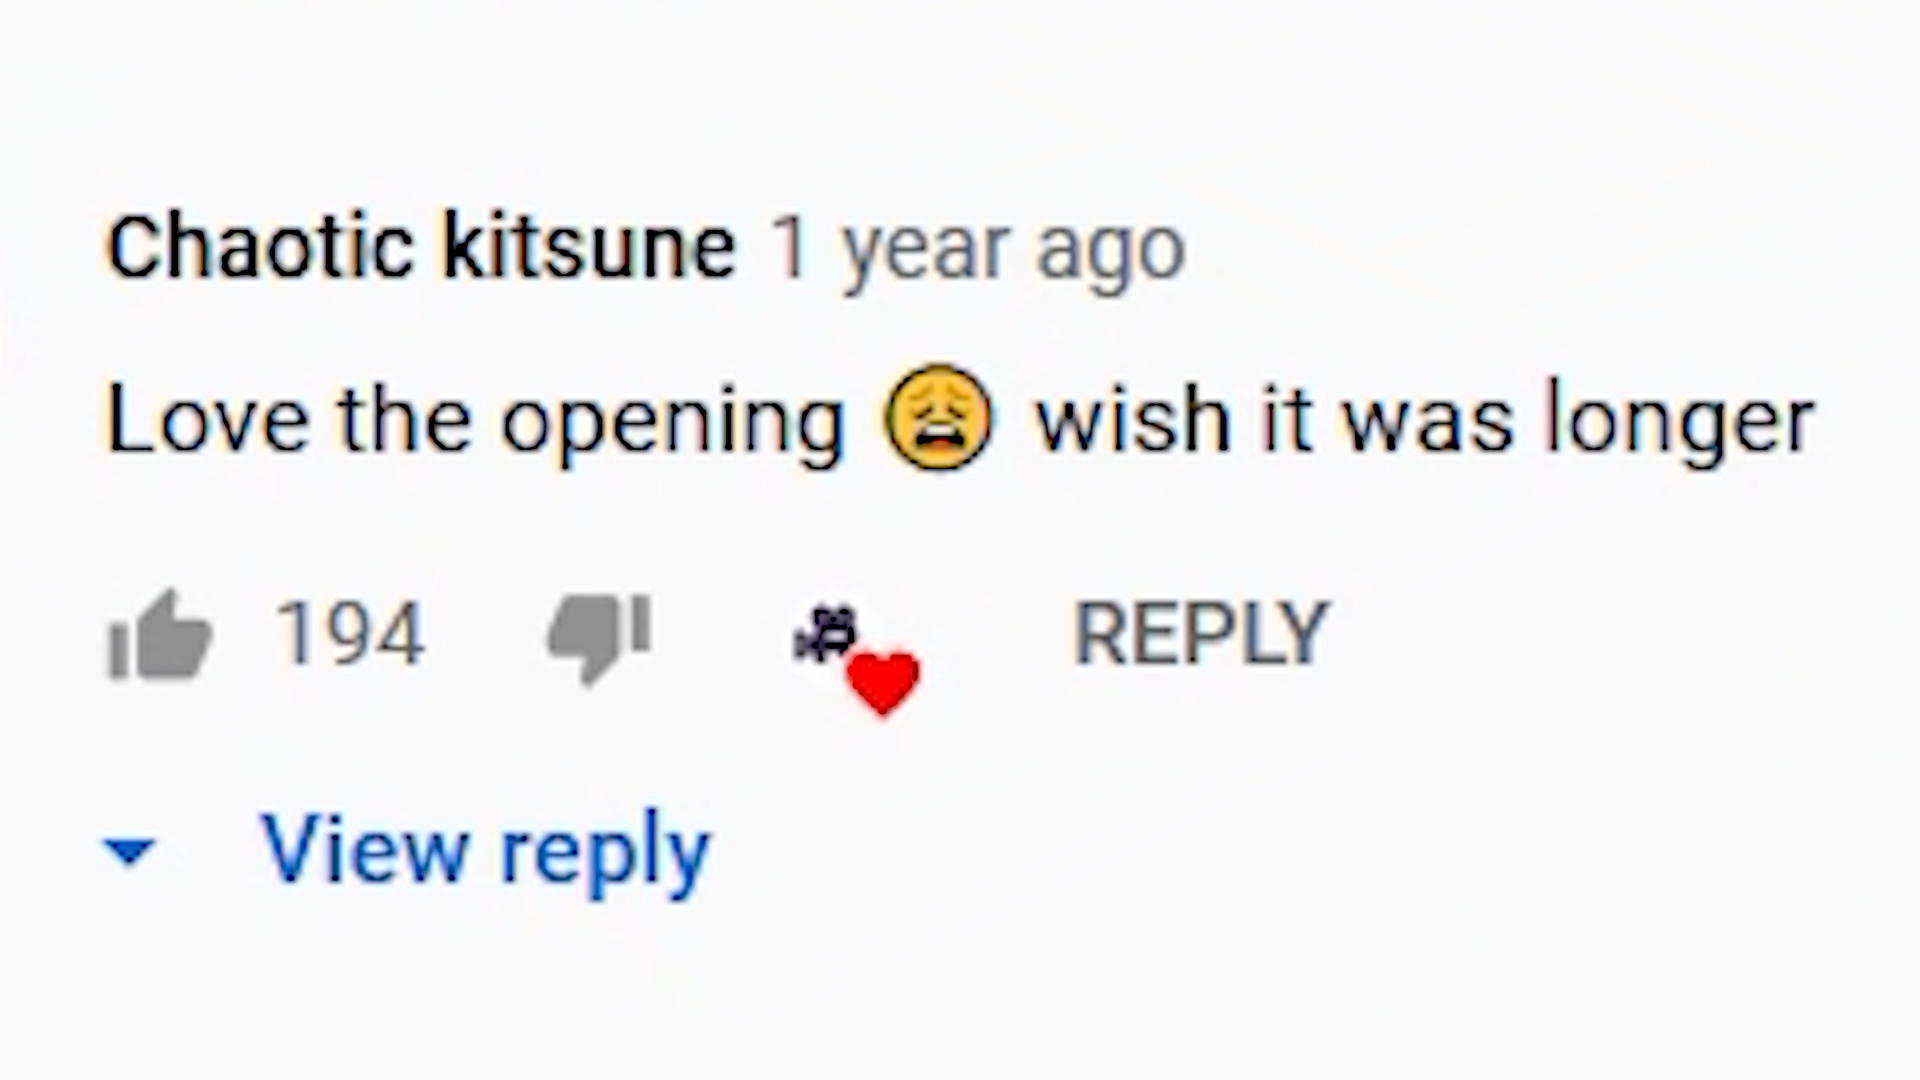 Chaotic kitsune 1 year ago
Love the opening 😩 wish it was longer
194 REPLY
View reply